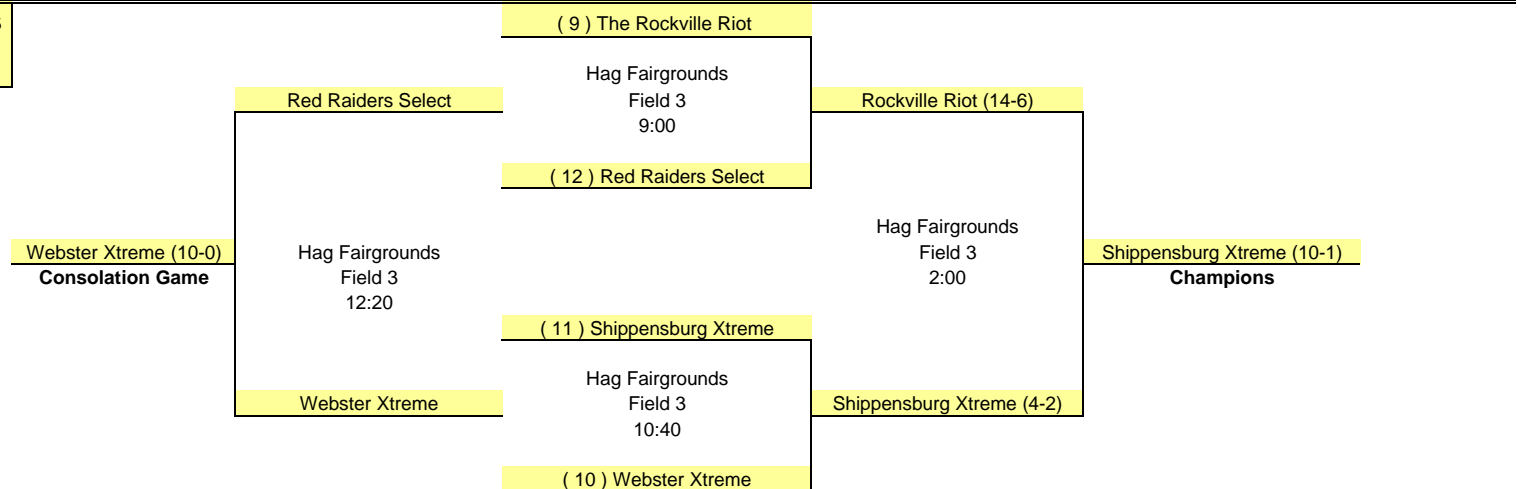 ( 9 ) The Rockville Riot
Hag Fairgrounds
Red Raiders Select
Field 3
Rockville Riot (14-6)
9:00
( 12 ) Red Raiders Select
Hag Fairgrounds
Webster Xtreme (10-0)
Hag Fairgrounds
Field 3
Shippensburg Xtreme (10-1)
Consolation Game
Field 3
2:00
Champions
12:20
( 11 ) Shippensburg Xtreme
Hag Fairgrounds
Webster Xtreme
Field 3
Shippensburg Xtreme (4-2)
10:40
( 10 ) Webster Xtreme